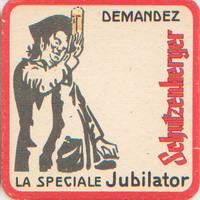 DEMANDEZ
Schutzenberger
LA SPECIALE Jubilator